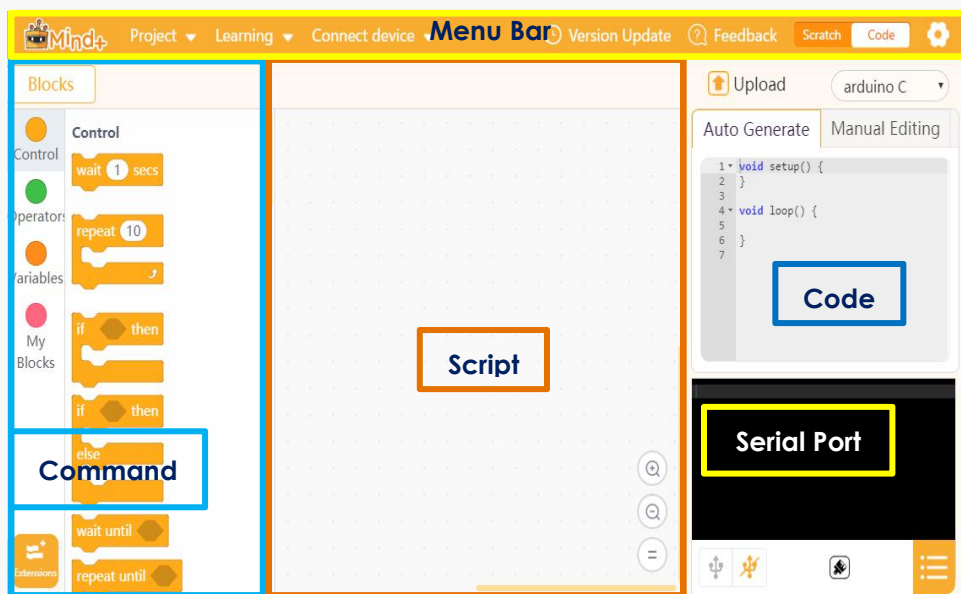 Mind+ Project Learning Connect device Menu Bar Version Update Feedback Scratch Code
Blocks
Control
Operators
Variables
My
Blocks
Extensions
Control
wait 1 secs
repeat 10
if then
if then
else
wait until
repeat until
Command
Script
Upload
arduino C
Auto Generate Manual Editing
1 void setup() {
2 }
3
4 void loop() {
5
6 }
7
Code
Serial Port